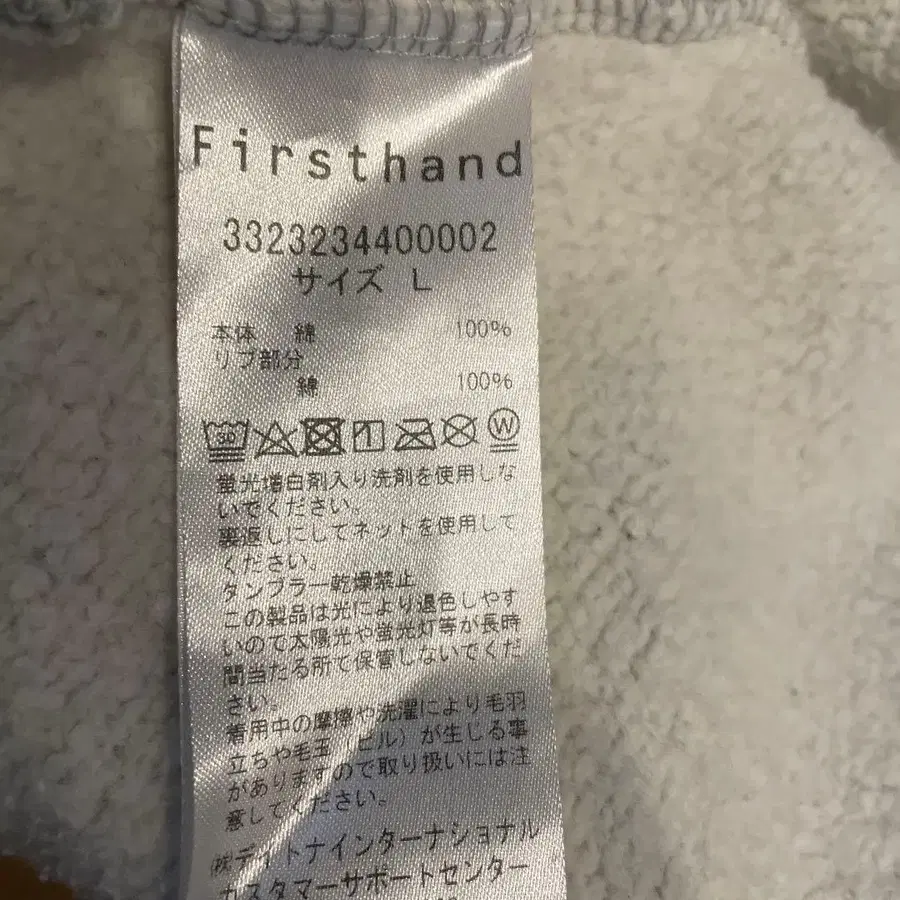 Firsthand
3323234400002
サイズ L
本体 綿 100%
リブ部分
綿 100%
30 1 W
蛍光増白剤入り洗剤を使用しな
いでください。
裏返しにしてネットを使用して
ください。
タンブラー乾燥禁止
この製品は光により退色しやす
いので太陽光や蛍光灯等が長時
間当たる所で保管しないでくだ
さい。
着用中の摩擦や洗濯により毛羽
立ちや毛玉（ピル）が生じる事
がありますので取り扱いには注
意してください。
㈱デイトナインターナショナル
カスタマーサポートセンター